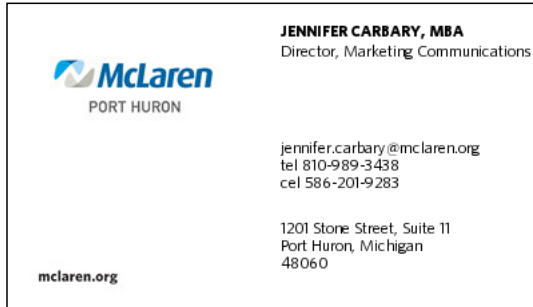 McLaren
PORT HURON
JENNIFER CARBARY, MBA
Director, Marketing Communications
jennifer.carbary@mclaren.org
tel 810-989-3438
cel 586-201-9283
1201 Stone Street, Suite 11
Port Huron, Michigan
48060
mclaren.org